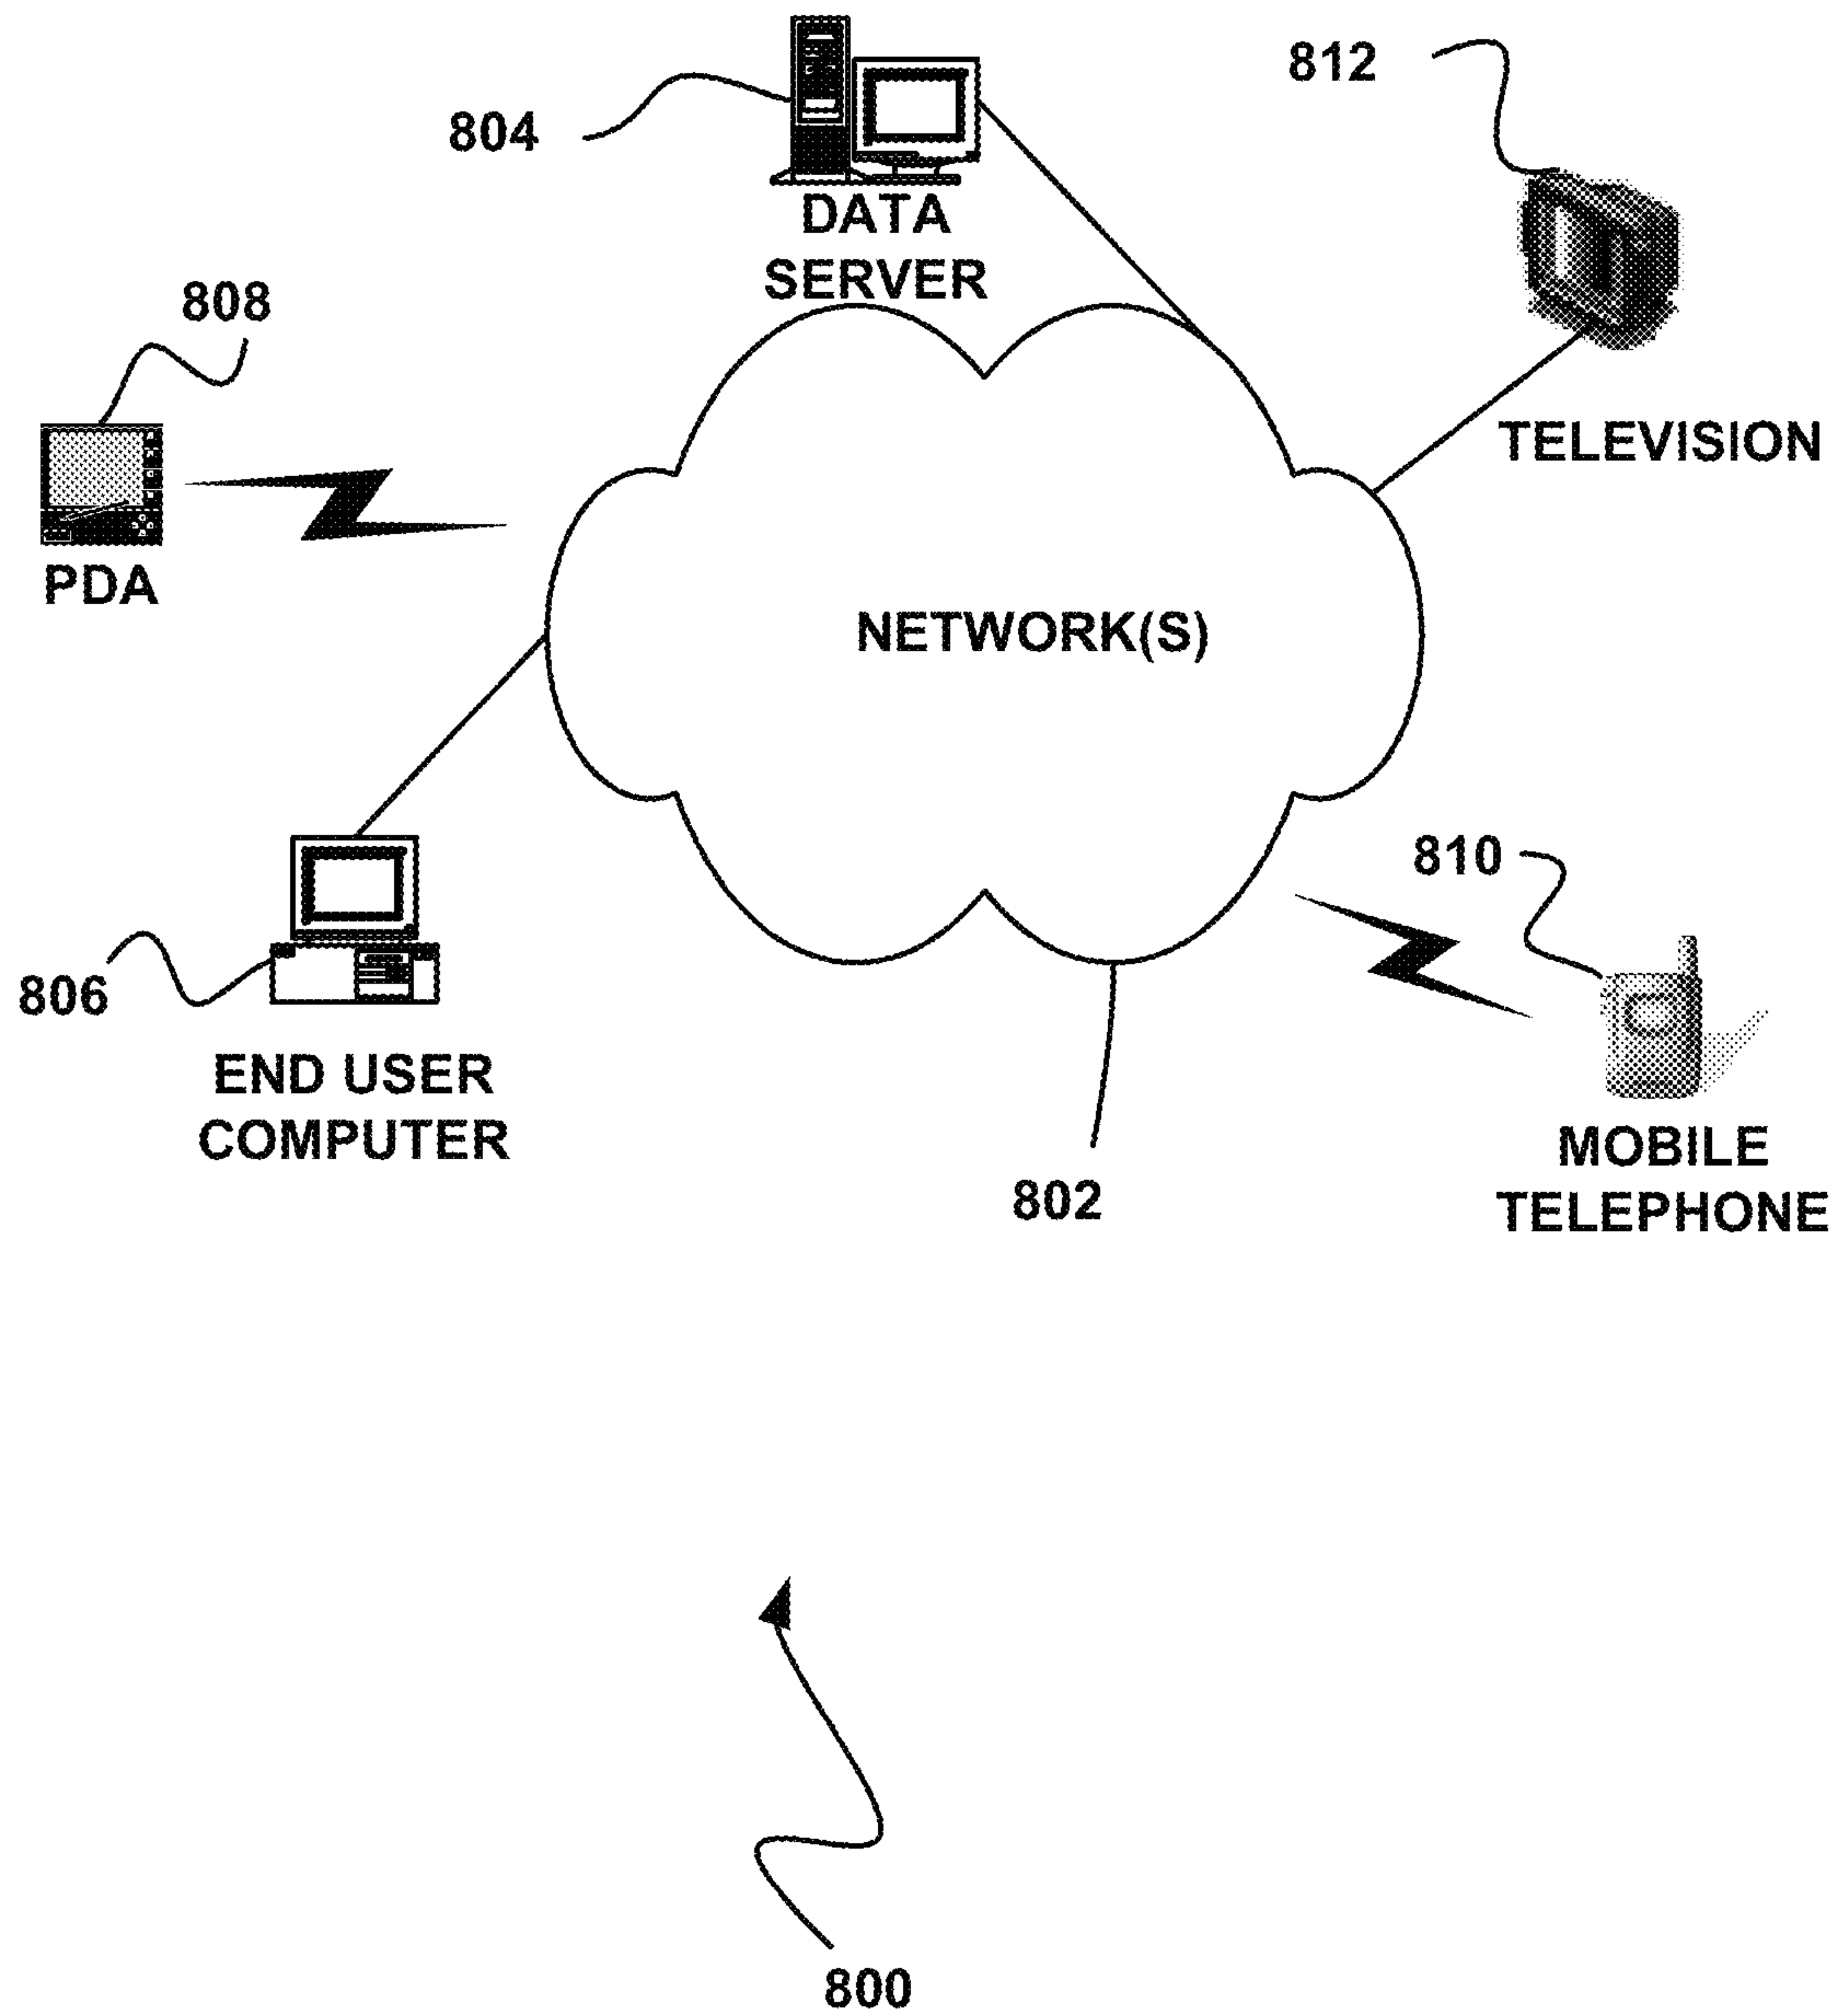 812
804
DATA
SERVER
808
TELEVISION
PDA
NETWORK(S)
810
806
END USER
COMPUTER
MOBILE
TELEPHONE
802
800